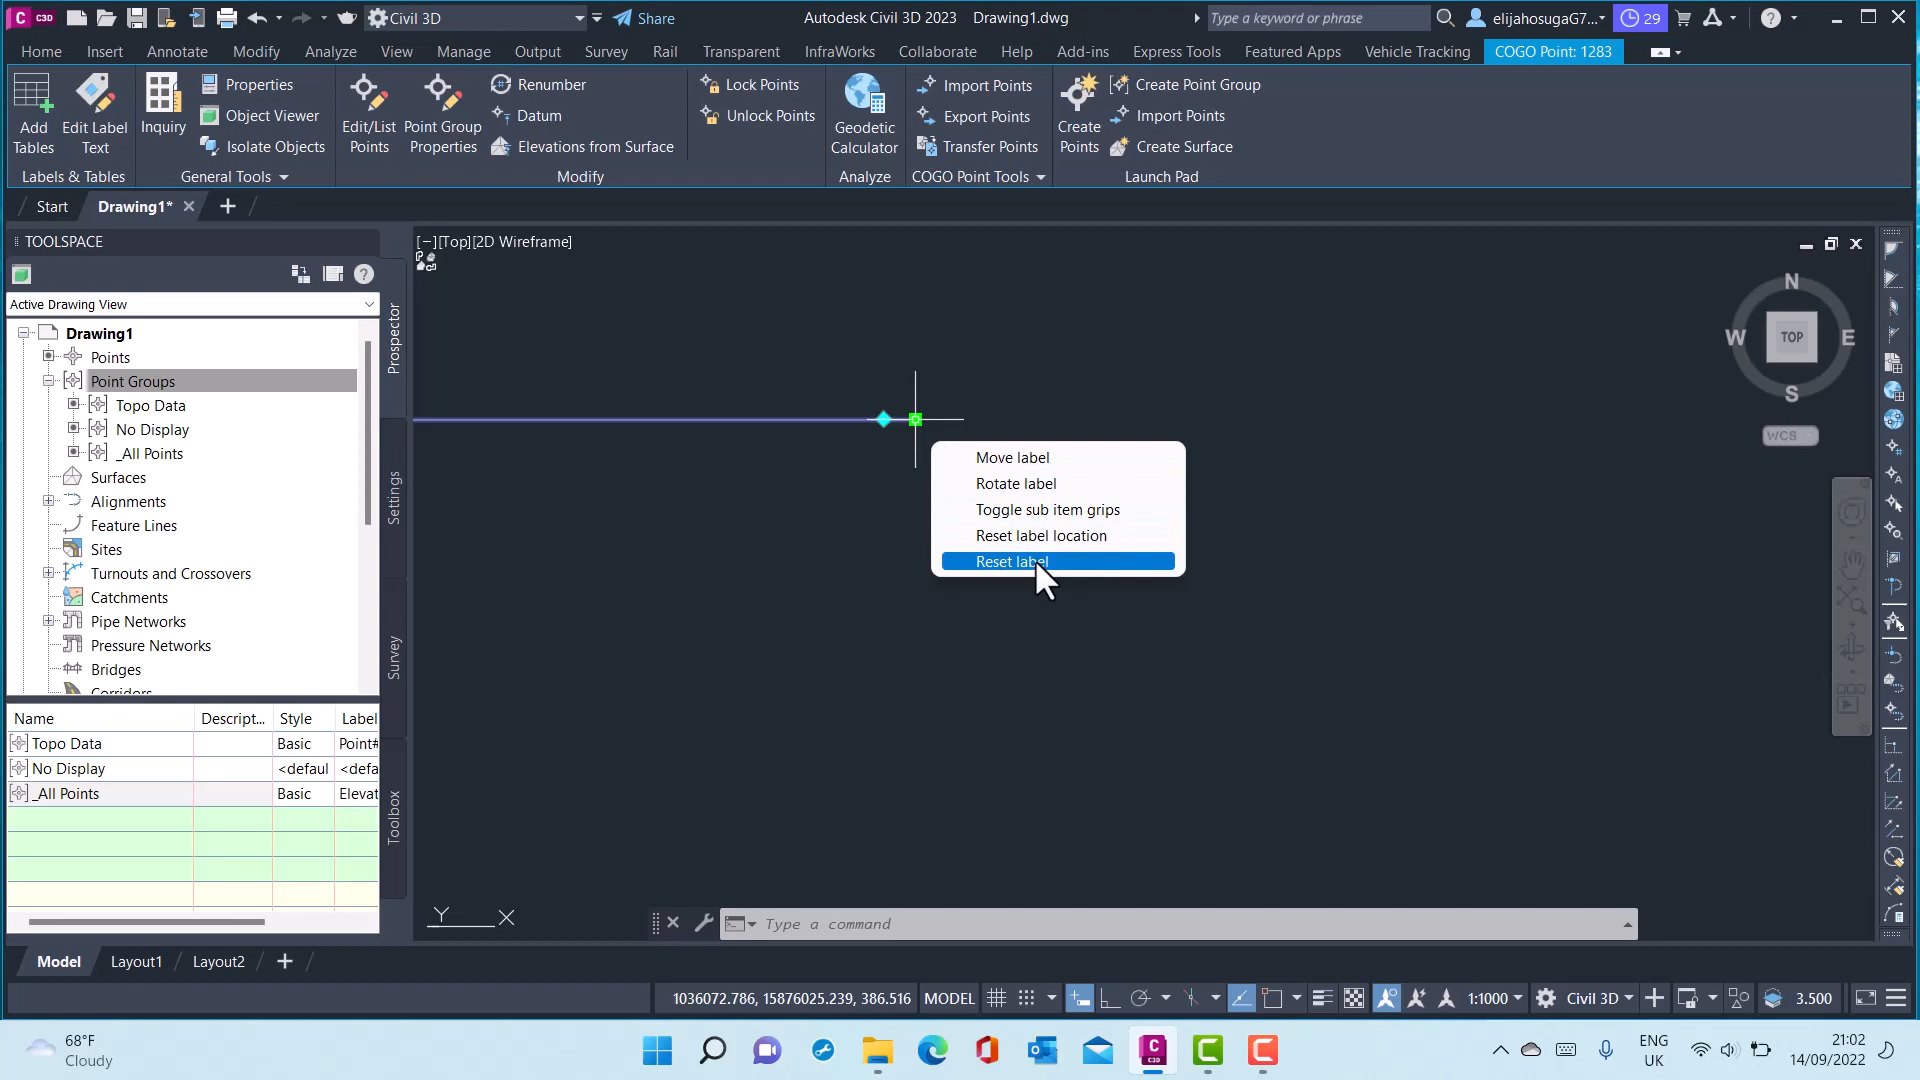 C3D
Civil 3D
Share
Autodesk Civil 3D 2023 Drawing1.dwg
Type a keyword or phrase
elijahosugaG7...
29
Home Insert Annotate Modify Analyze View Manage Output Survey Rail Transparent InfraWorks Collaborate Help Add-ins Express Tools Featured Apps Vehicle Tracking COGO Point: 1283
Add Tables
Edit Label Text
Labels & Tables
Inquiry
Properties
Object Viewer
Isolate Objects
General Tools
Edit/List Points
Point Group Properties
Renumber
Datum
Elevations from Surface
Lock Points
Unlock Points
Modify
Geodetic Calculator
Analyze
Import Points
Export Points
Transfer Points
COGO Point Tools
Create Points
Create Point Group
Import Points
Create Surface
Launch Pad
Start
Drawing1*
TOOLSPACE
Active Drawing View
Drawing1
Points
Point Groups
Topo Data
No Display
_All Points
Surfaces
Alignments
Feature Lines
Sites
Turnouts and Crossovers
Catchments
Pipe Networks
Pressure Networks
Bridges
Corridors
Prospector
Settings
Survey
Toolbox
Name Descript... Style Label
Topo Data Basic Point#
No Display <defaul <defa
_All Points Basic Elevat
[−][Top][2D Wireframe]
N
W TOP E
S
WCS
Move label
Rotate label
Toggle sub item grips
Reset label location
Reset label
Y X
Type a command
Model Layout1 Layout2
1036072.786, 15876025.239, 386.516 MODEL 1:1000 Civil 3D 3.500
68°F
Cloudy
C3D
ENG
UK
21:02
14/09/2022